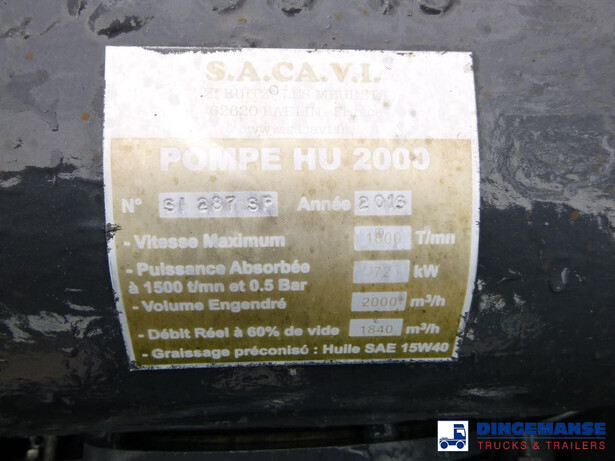 S.A.CA.V.I.
POMPE HU 2000
N° SI 287 SP Année 2013
- Vitesse Maximum 1800 T/mn
- Puissance Absorbée 72 kW
à 1500 t/mn et 0.5 Bar
- Volume Engendré 2000 m³/h
- Débit Réel à 60% de vide 1840 m³/h
- Graissage préconisó : Huile SAE 15W40
DINGEMANSE
TRUCKS & TRAILERS